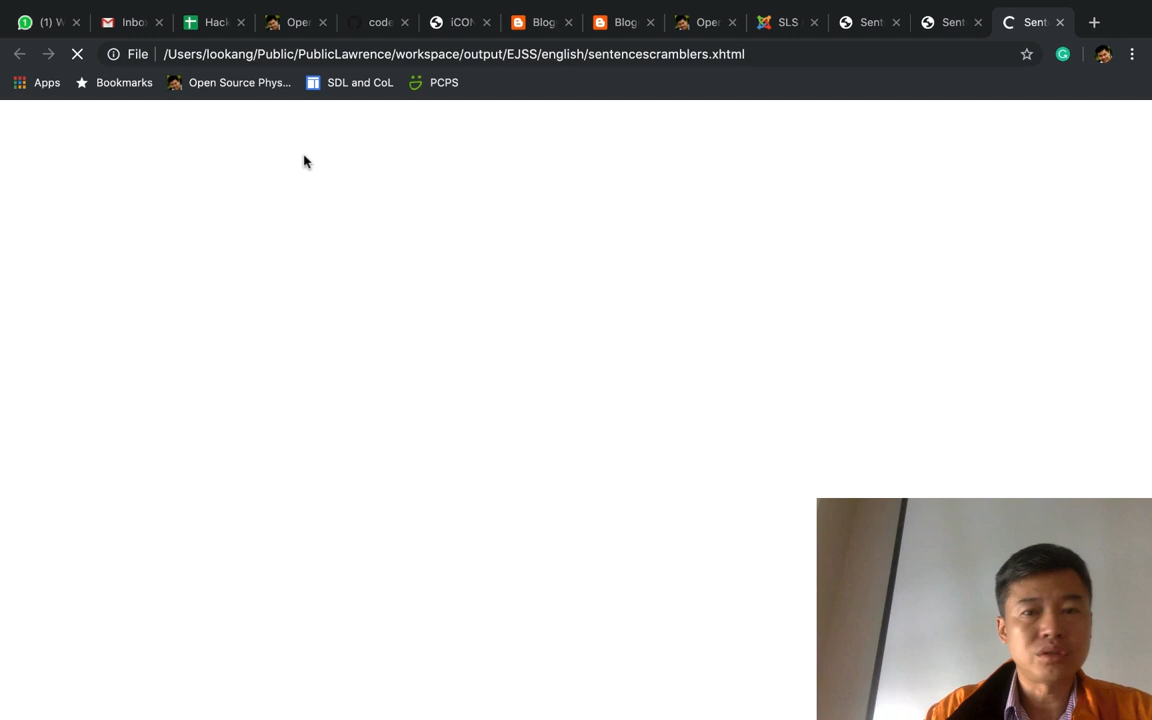 (1) W
Inbo
Hack
Oper
code
iCON
Blog
Blog
Oper
SLS
Sent
Sent
Sent
File
/Users/lookang/Public/PublicLawrence/workspace/output/EJSS/english/sentencescramblers.xhtml
Apps
Bookmarks
Open Source Phys...
SDL and CoL
PCPS